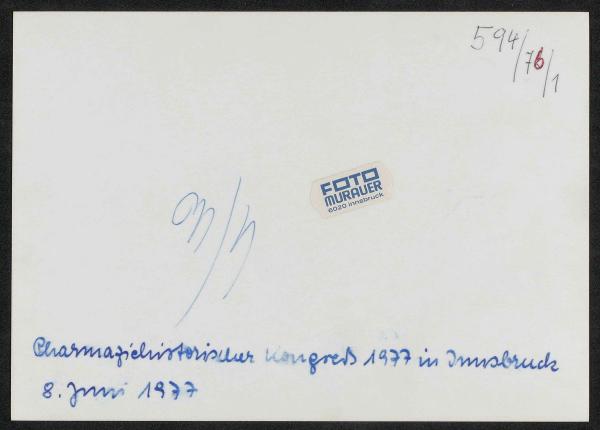 594/76/1
FOTO
MURAUER
6020 Innsbruck
Pharmaziehistorischer Kongreß 1977 in Innsbruck
8. Juni 1977